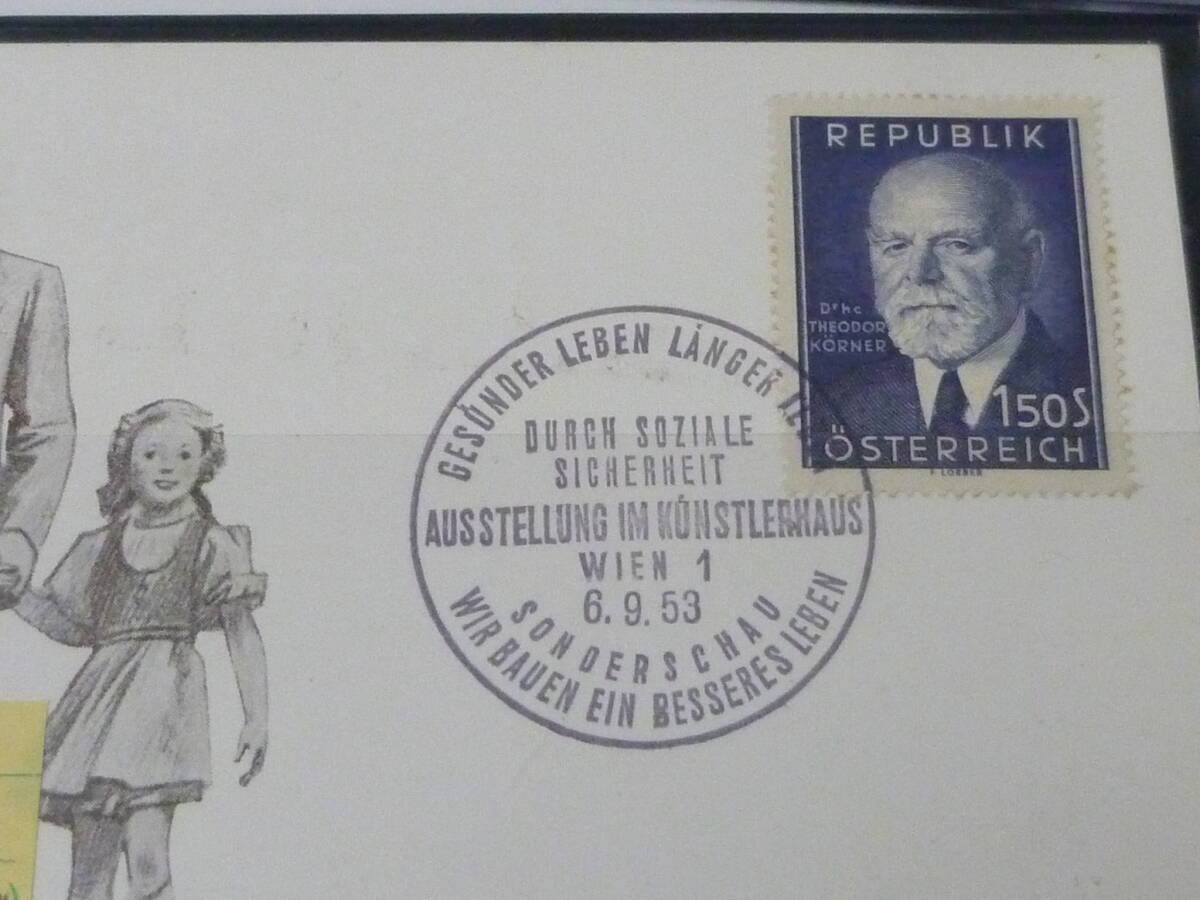 REPUBLIK
Dr hc
THEODOR
KÖRNER
1.50 S
ÖSTERREICH
F. LORBER
GESÜNDER LEBEN LÄNGER
DURCH SOZIALE
SICHERHEIT
AUSSTELLUNG IM KÜNSTLERHAUS
WIEN 1
6.9.53
SONDERSCHAU
WIR BAUEN EIN BESSERES LEBEN